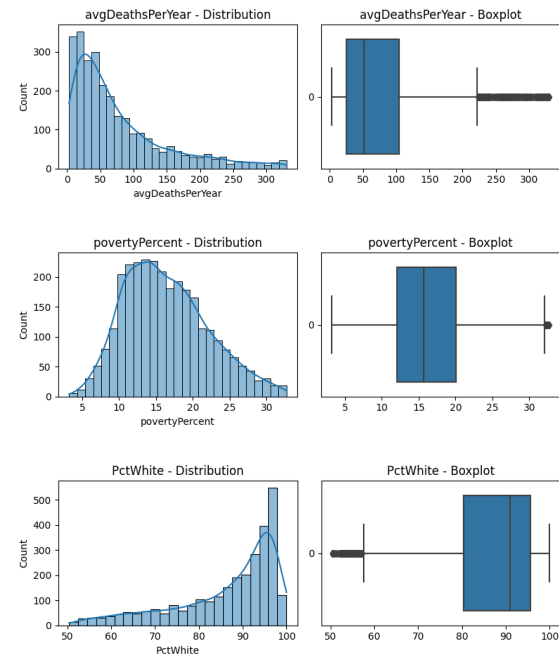 avgDeathsPerYear - Distribution
Count
300
200
100
0
0 50 100 150 200 250 300
avgDeathsPerYear
avgDeathsPerYear - Boxplot
0
0 50 100 150 200 250 300
povertyPercent - Distribution
Count
200
150
100
50
0
5 10 15 20 25 30
povertyPercent
povertyPercent - Boxplot
0
5 10 15 20 25 30
PctWhite - Distribution
Count
500
400
300
200
100
0
50 60 70 80 90 100
PctWhite
PctWhite - Boxplot
0
50 60 70 80 90 100